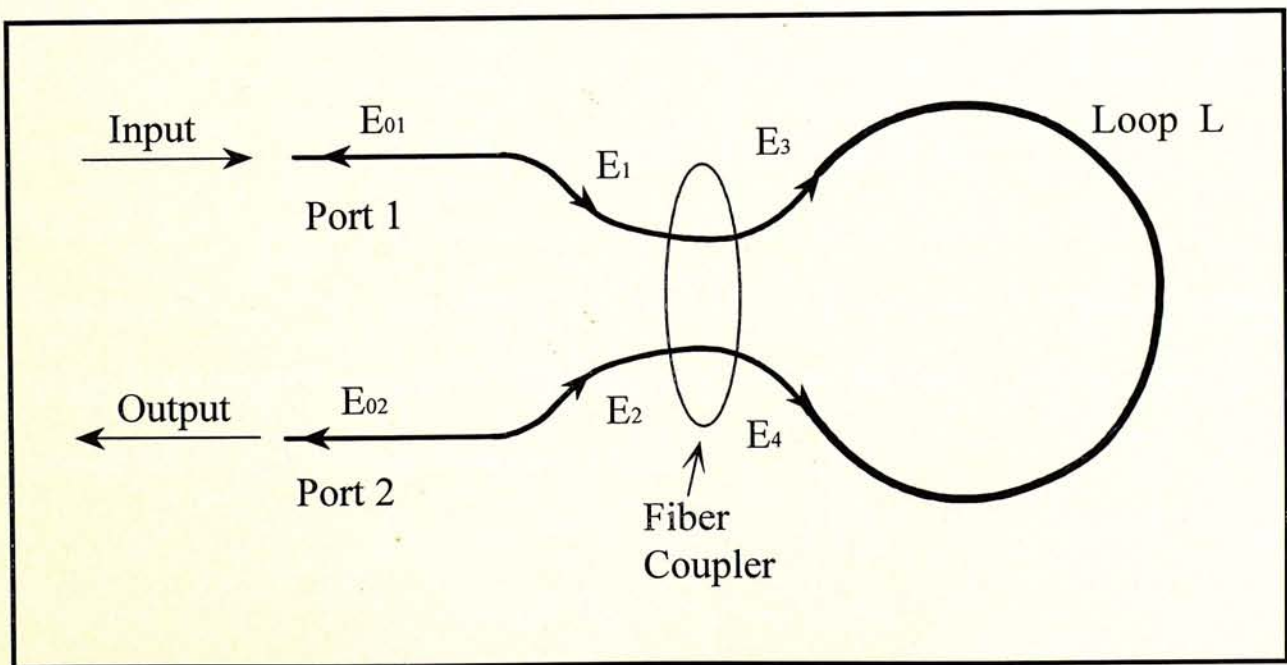 Input
E01
E1
E3
Loop L
Port 1
Output
E02
E2
E4
Port 2
Fiber
Coupler